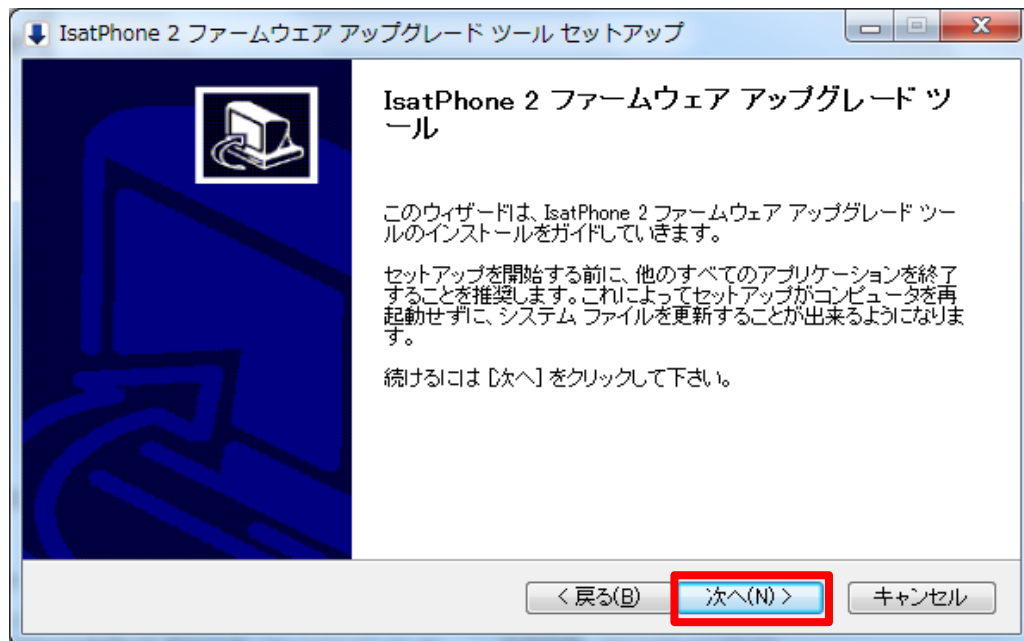 IsatPhone 2 ファームウエア アップグレード ツール セットアップ
IsatPhone 2 ファームウェア アップグレード ツ
ール
このウィザードは、IsatPhone 2 ファームウェア アップグレード ツー
ルのインストールをガイドしていきます。
セットアップを開始する前に、他のすべてのアプリケーションを終了
することを推奨します。これによってセットアップがコンピュータを再
起動せずに、システム ファイルを更新することが出来るようになりま
す。
続けるには [次へ] をクリックして下さい。
< 戻る(B)
次へ(N) >
キャンセル